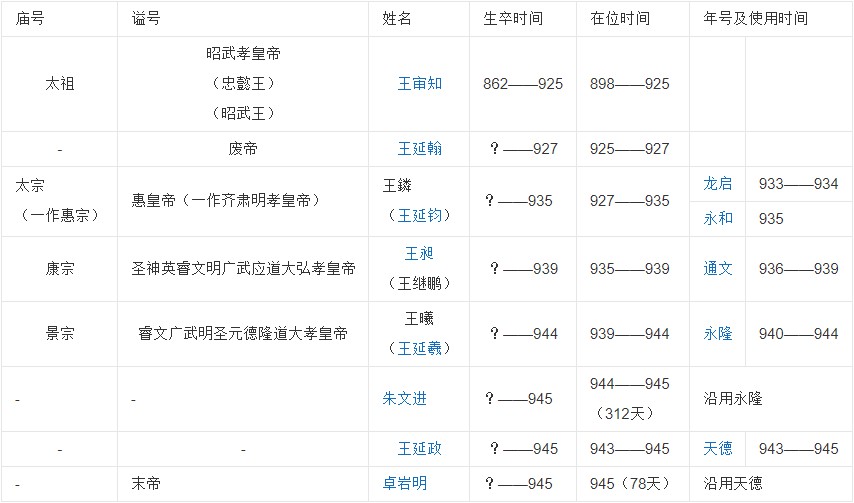 庙号 谥号 姓名 生卒时间 在位时间 年号及使用时间
昭武孝皇帝
太祖 （忠懿王） 王审知 862——925 898——925
（昭武王）
- 废帝 王延翰 ？——927 925——927
太宗 王鏻 龙启 933——934
（一作惠宗） 惠皇帝（一作齐肃明孝皇帝） （王延钧） ？——935 927——935 永和 935
王昶
康宗 圣神英睿文明广武应道大弘孝皇帝 （王继鹏） ？——939 935——939 通文 936——939
王曦
景宗 睿文广武明圣元德隆道大孝皇帝 （王延羲） ？——944 939——944 永隆 940——944
- - 朱文进 ？——945 944——945 沿用永隆
（312天）
- - 王延政 ？——945 943——945 天德 943——945
- 末帝 卓岩明 ？——945 945（78天） 沿用天德